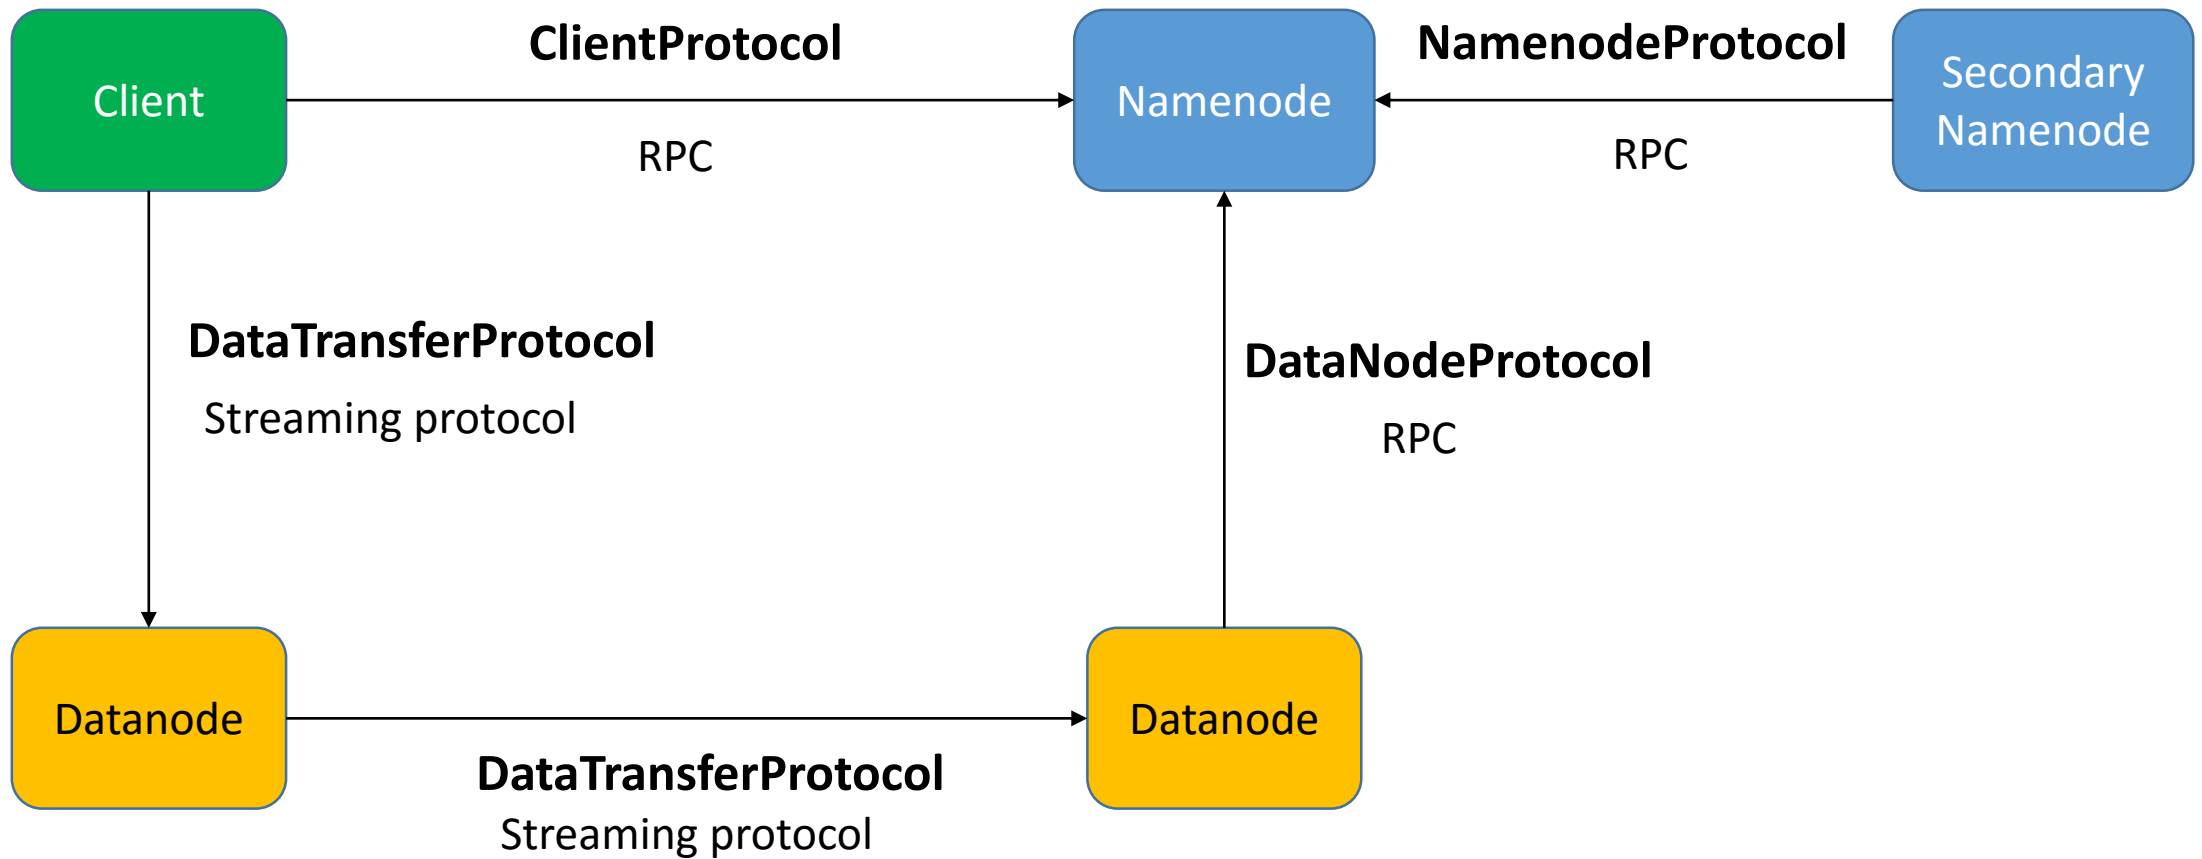 Client
ClientProtocol
RPC
Namenode
NamenodeProtocol
RPC
Secondary
Namenode
DataTransferProtocol
Streaming protocol
DataNodeProtocol
RPC
Datanode
DataTransferProtocol
Streaming protocol
Datanode